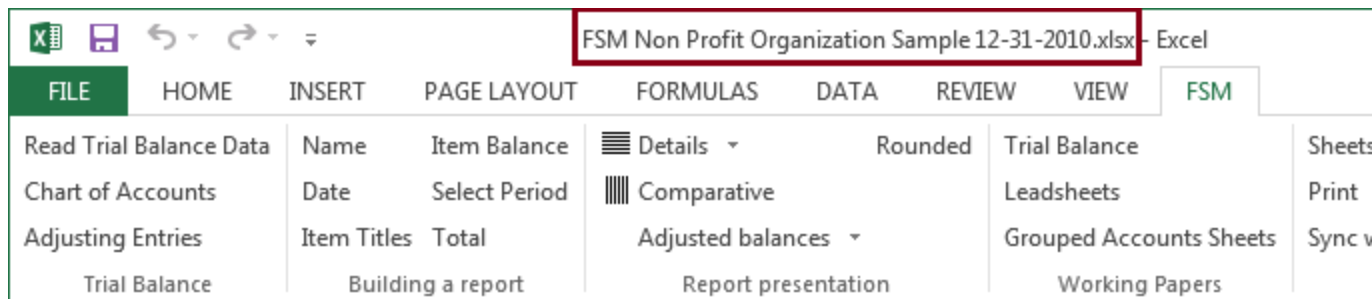 FSM Non Profit Organization Sample 12-31-2010.xlsx - Excel
FILE HOME INSERT PAGE LAYOUT FORMULAS DATA REVIEW VIEW FSM
Read Trial Balance Data Name Item Balance Details Rounded Trial Balance Sheets
Chart of Accounts Date Select Period Comparative Leadsheets Print
Adjusting Entries Item Titles Total Adjusted balances Grouped Accounts Sheets Sync
Trial Balance Building a report Report presentation Working Papers